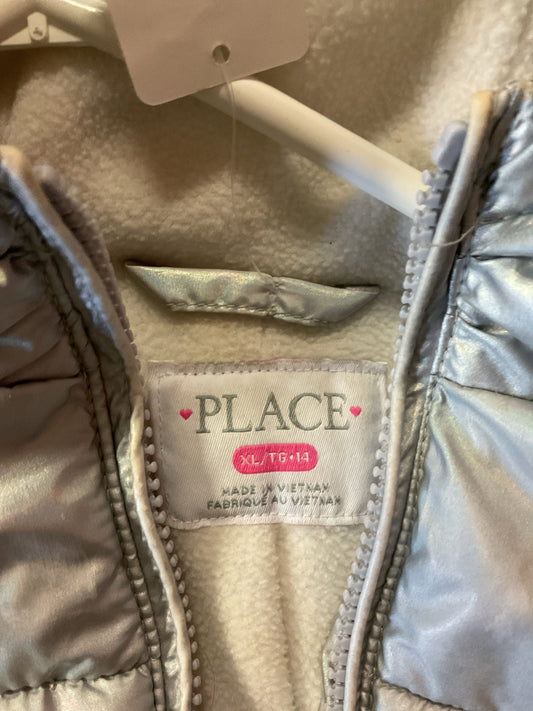 PLACE
XL/TG•14
MADE IN VIETNAM
FABRIQUÉ AU VIETNAM